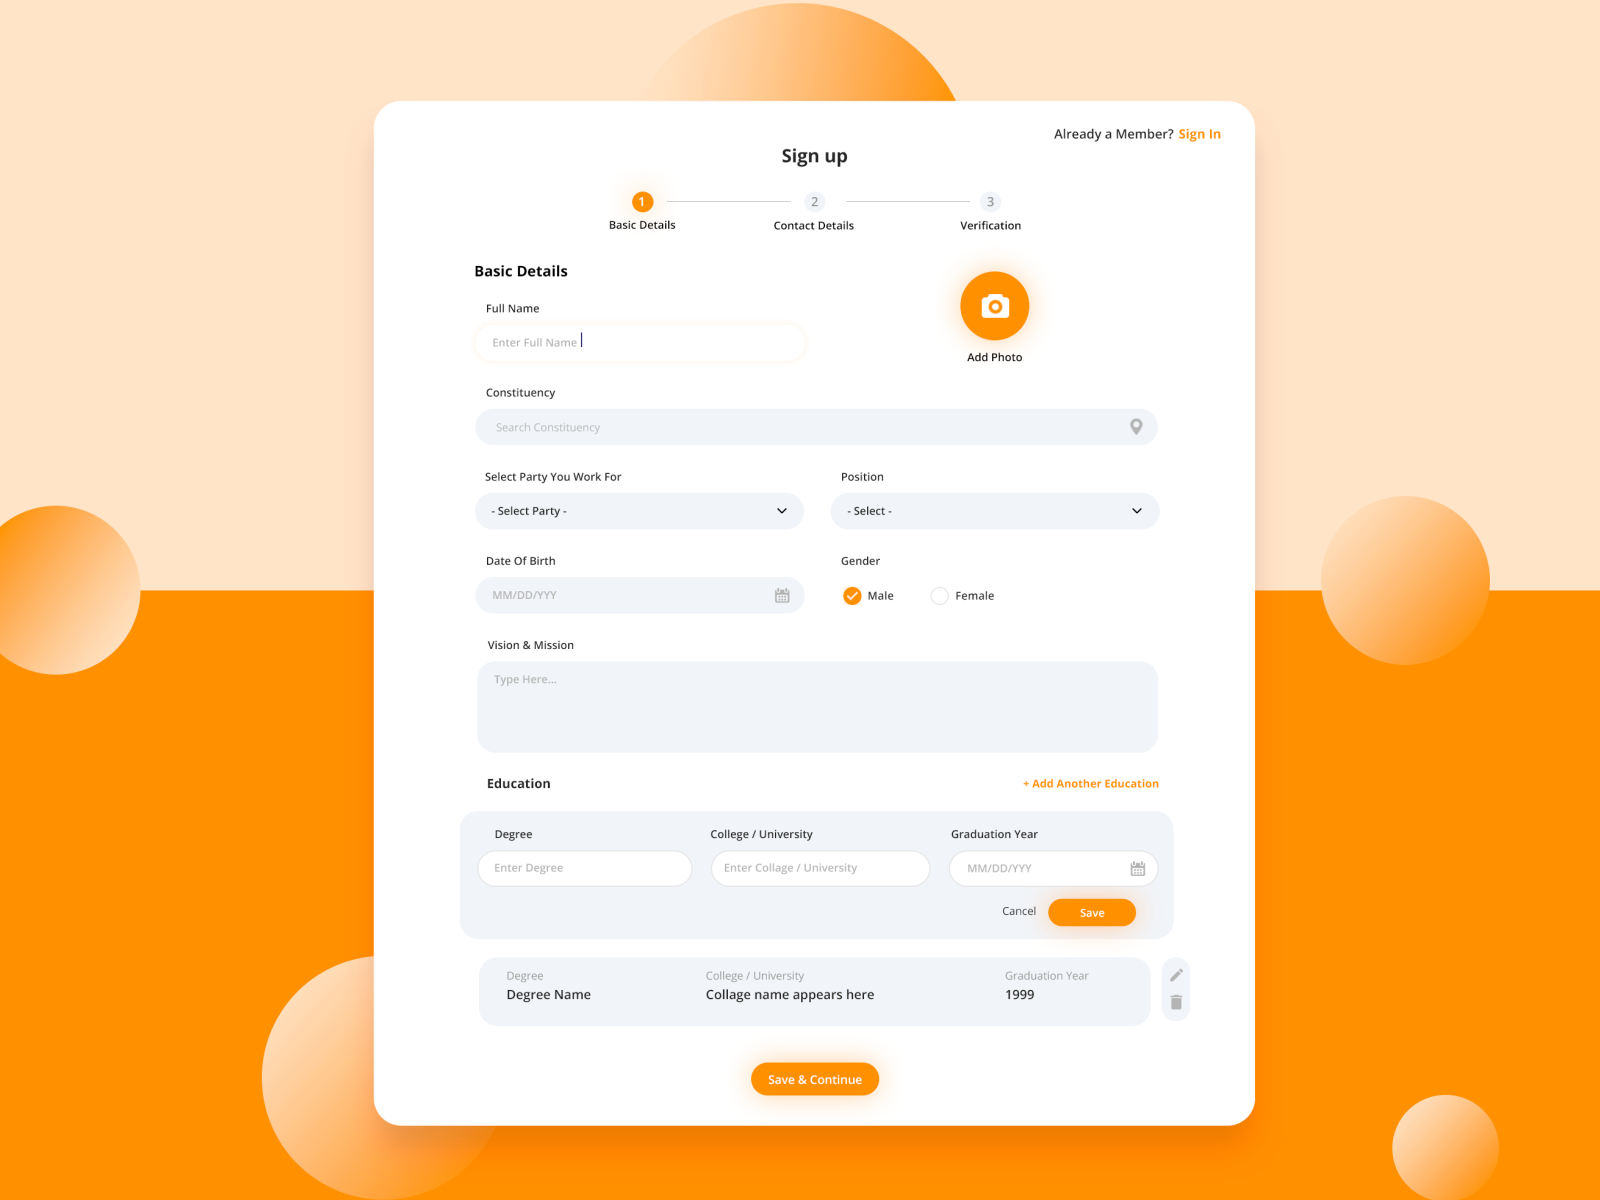 Already a Member? Sign In
Sign up
1 2 3
Basic Details Contact Details Verification
Basic Details
Full Name
Enter Full Name
Add Photo
Constituency
Search Constituency
Select Party You Work For Position
- Select Party - - Select -
Date Of Birth Gender
MM/DD/YYY Male Female
Vision & Mission
Type Here...
Education + Add Another Education
Degree College / University Graduation Year
Enter Degree Enter Collage / University MM/DD/YYY
Cancel Save
Degree College / University Graduation Year
Degree Name Collage name appears here 1999
Save & Continue